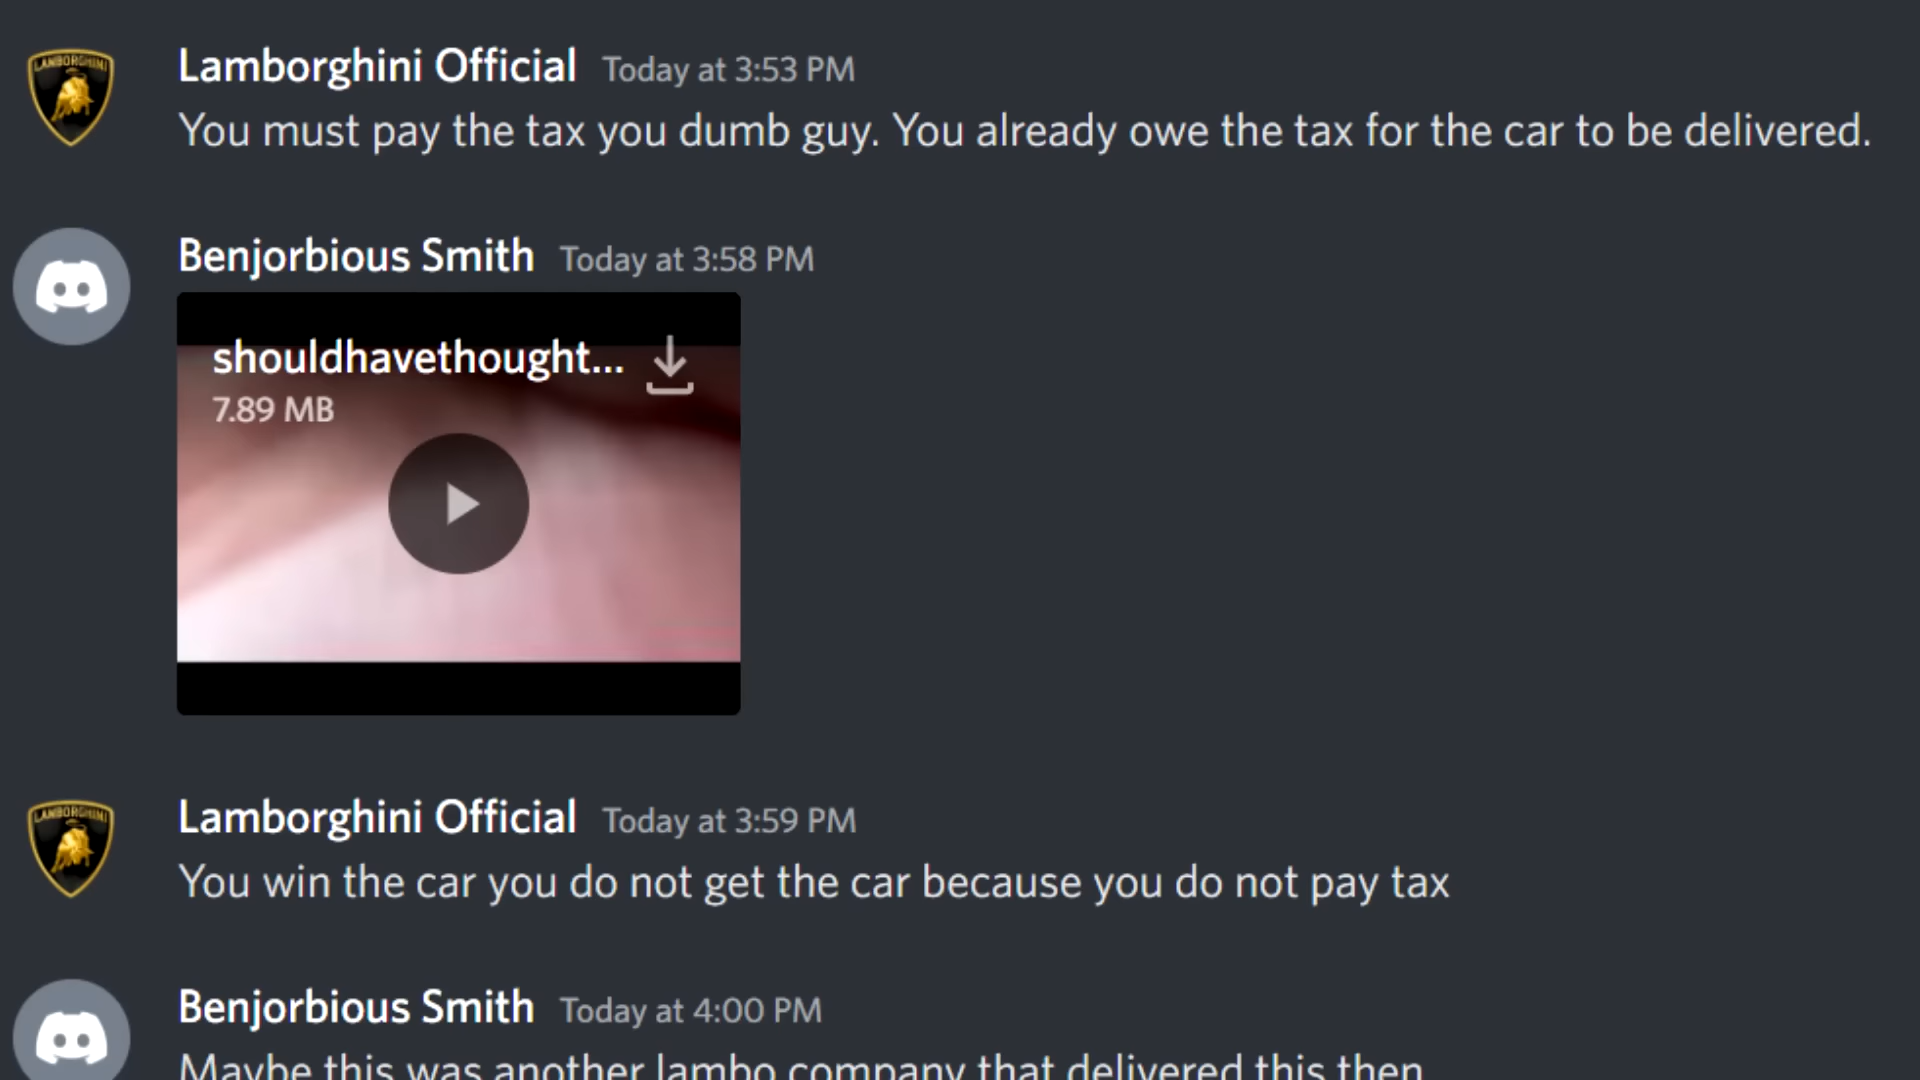 LAMBORGHINI
Lamborghini Official Today at 3:53 PM
You must pay the tax you dumb guy. You already owe the tax for the car to be delivered.
Benjorbious Smith Today at 3:58 PM
shouldhavethought...
7.89 MB
LAMBORGHINI
Lamborghini Official Today at 3:59 PM
You win the car you do not get the car because you do not pay tax
Benjorbious Smith Today at 4:00 PM
Maybe this was another lambo company that delivered this then